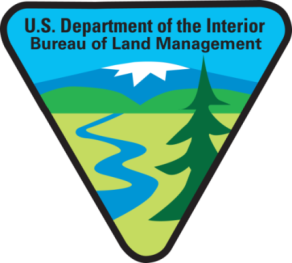 U.S. Department of the Interior
Bureau of Land Management